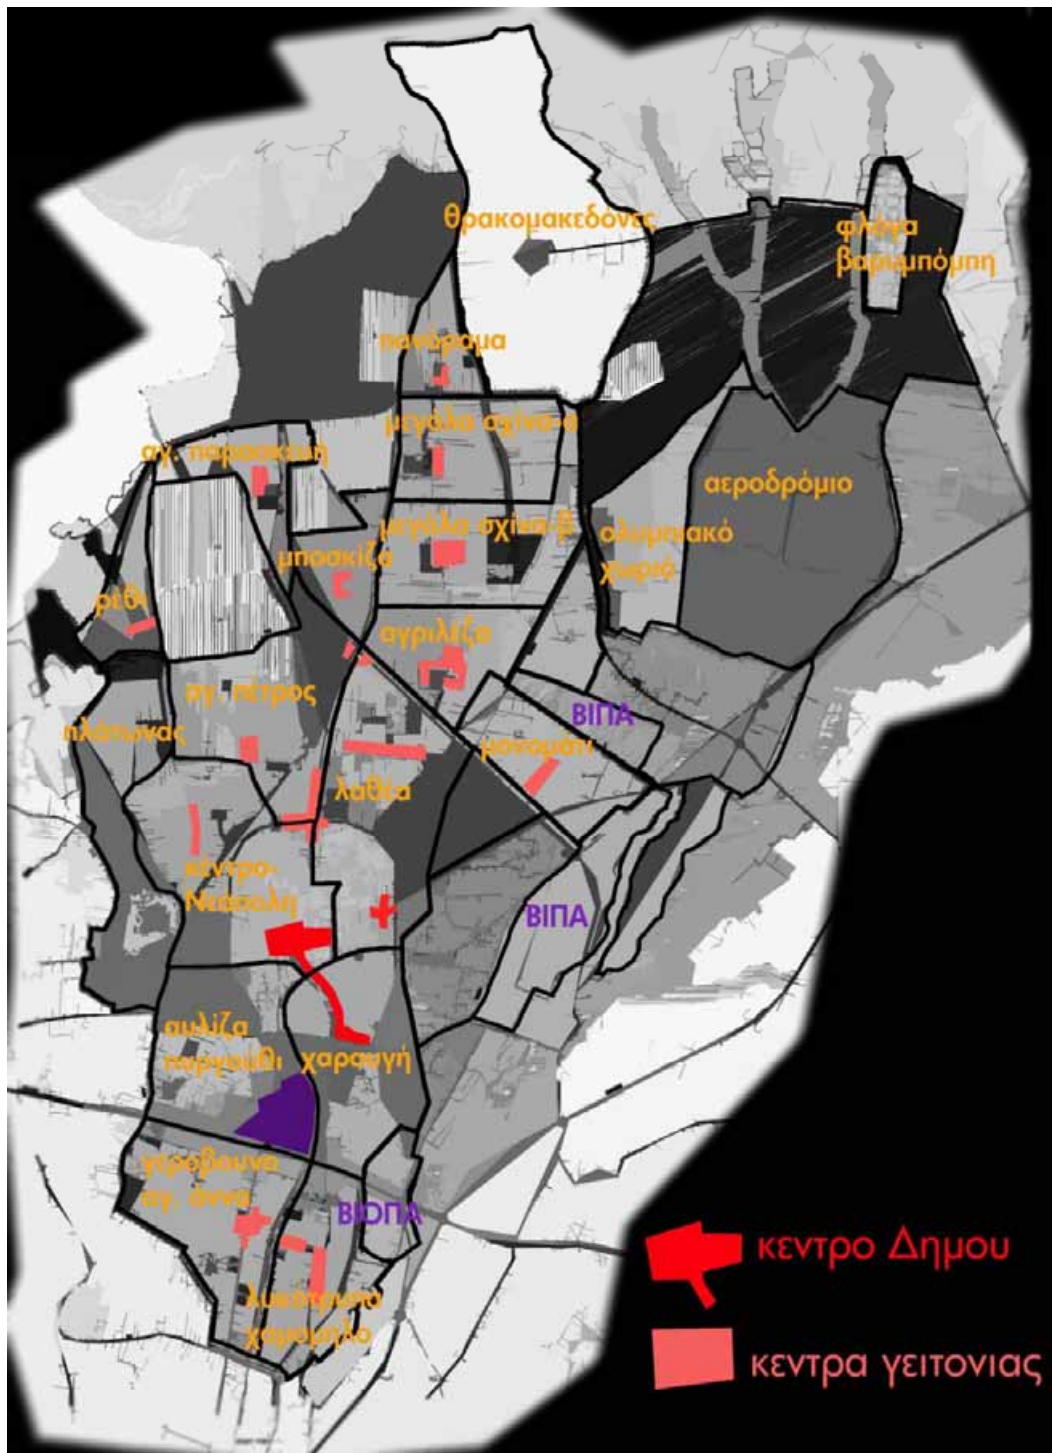 θρακομακεδόνες
φλόγα
βαρυμπόμπη
πανόραμα
μεγάλα σχίνα-α
αγ. παρασκευή
αεροδρόμιο
μεγάλα σχίνα-β
ολυμπιακό
χωριό
μποσκίζα
ρέθι
αγριλέζα
αγ. πέτρος
ΒΙΠΑ
πλάτωνας
μονομάτι
λαθέα
κέντρο-
Νεάπολη
ΒΙΠΑ
αυλίζα
πυργούθι
χαραυγή
γεροβουνο
αγ. άννα
ΒΙΟΠΑ
κεντρο Δημου
λυκότρυπα
χαμομηλο
κεντρα γειτονιας